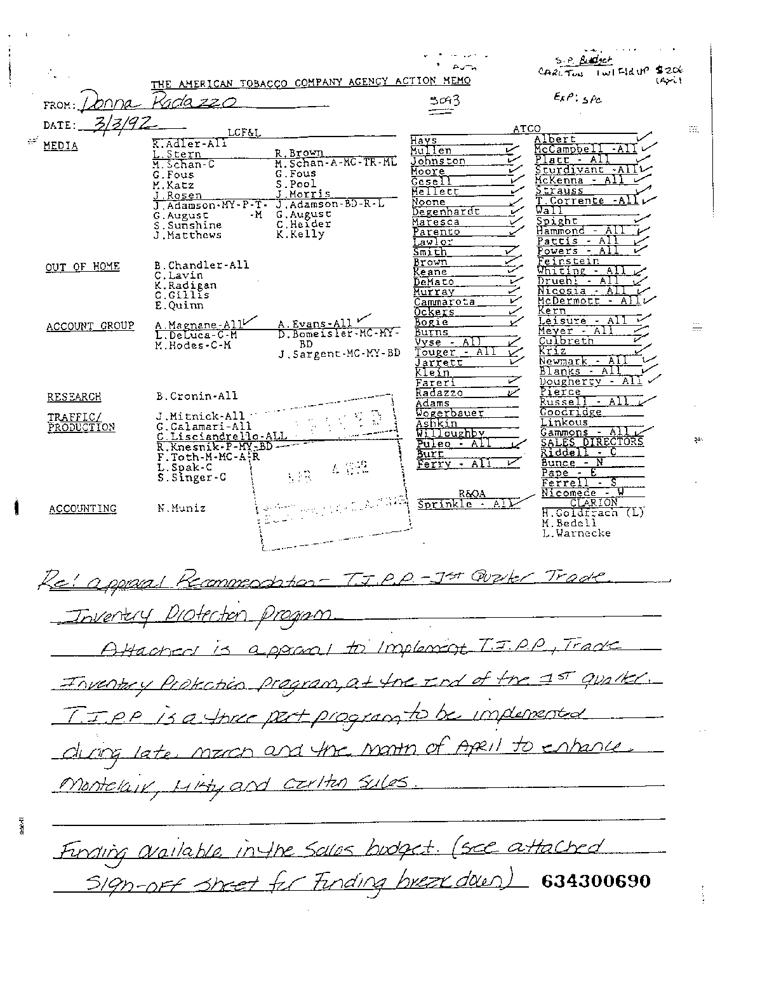 S.P. Budget
CARLTON 1 w/ Fld UP $20¢
(April)
THE AMERICAN TOBACCO COMPANY AGENCY ACTION MEMO
FROM: Donna Radazzo
5093
EXP: SPC
DATE: 3/3/92
LGF&L
ATCO
MEDIA
K.Adler-All
L.Stern R.Brown
M.Schan-C M.Schan-A-MC-TR-ML
G.Fous G.Fous
M.Katz S.Pool
J.Rosen J.Morris
J.Adamson-MY-P-T- J.Adamson-BD-R-L
G.August -M G.August
S.Sunshine C.Heider
J.Matthews K.Kelly
OUT OF HOME
B.Chandler-All
C.Lavin
K.Radigan
C.Gillis
E.Quinn
ACCOUNT GROUP
A.Magnane-All A.Evans-All
L.DeLuca-C-M D.Bomeisler-MC-MY-
M.Hodes-C-M BD
J.Sargent-MC-MY-BD
RESEARCH
B.Cronin-All
TRAFFIC/
PRODUCTION
J.Mitnick-All
G.Calamari-All
C.Lisciandrello-ALL
R.Knesnik-P-MY-BD
F.Toth-M-MC-A-R
L.Spak-C
S.Singer-C
ACCOUNTING
N.Muniz
Hays
Mullen
Johnston
Moore
Gesell
Mellett
Noone
Degenhardt
Maresca
Parento
Lawlor
Smith
Brown
Keane
DeMato
Murray
Cammarota
Ockers
Bogie
Burns
Vyse - All
Touger - All
Jarrett
Klein
Fareri
Radazzo
Adams
Wogerbauer
Ashkin
Willoughby
Puleo - All
Burt
Ferry - All
R&QA
Sprinkle - All
Albert
McCampbell -All
Platt - All
Sturdivant -All
McKenna - All
Strauss
T.Corrente -All
Wall
Spight
Hammond - All
Pattis - All
Powers - All
Feinstein
Whiting - All
Druehl - All
Nicosia - All
McDermott - All
Kern
Leisure - All
Meyer - All
Culbreth
Kriz
Newmark - All
Blanks - All
Dougherty - All
Pierce
Russell - All
Goodridge
Linkous
Gammons - All
SALES DIRECTORS
Riddell - C
Bunce - N
Pape - E
Ferrell - S
Nicomede - W
CLARION
H.Goldfrach (L)
M.Bedell
L.Warnecke
Re: approval Recommendation - T.I.P.P - 1st Quarter Trade
Inventory Protection Program
Attached is approval to implement T.I.P.P, Trade
Inventory Protection program, at the end of the 1st quarter.
T.I.P.P is a three part program, to be implemented
during late march and the month of April to enhance
Montclair, Misty and Carlton Sales.
Funding available in the Sales budget. (see attached
Sign-off sheet for Funding break down)
634300690